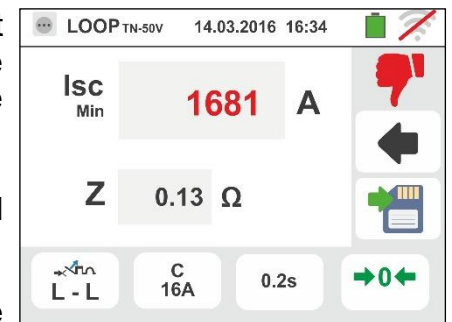 LOOP TN-50V 14.03.2016 16:34
Isc
Min
1681 A
Z 0.13 Ω
L - L
C
16A
0.2s
→0←